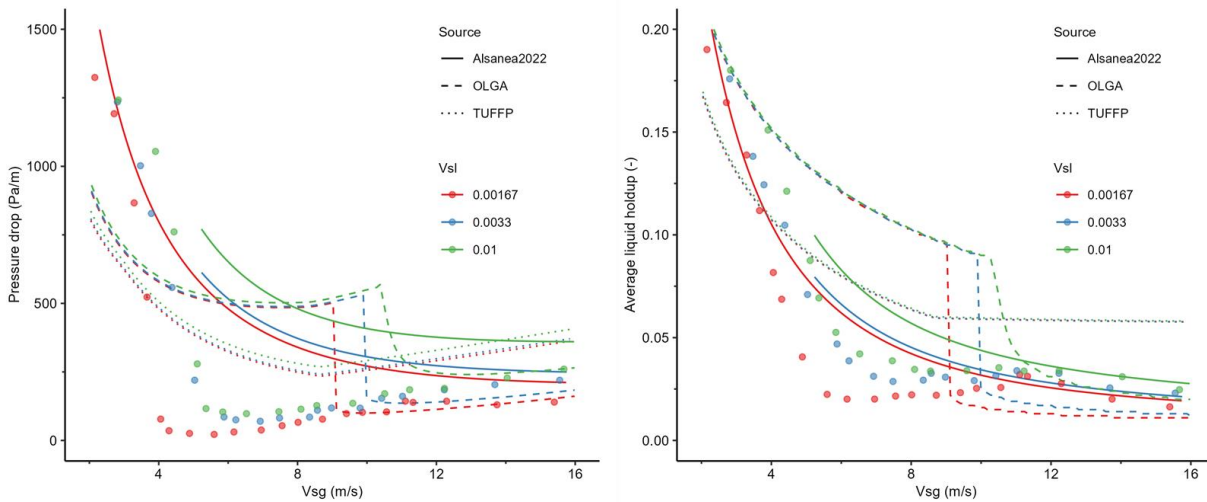 Pressure drop (Pa/m)
1500
1000
500
0
4
8
12
16
Vsg (m/s)
Source
Alsanea2022
OLGA
TUFFP
Vsl
0.00167
0.0033
0.01
Average liquid holdup (-)
0.20
0.15
0.10
0.05
0.00
4
8
12
16
Vsg (m/s)
Source
Alsanea2022
OLGA
TUFFP
Vsl
0.00167
0.0033
0.01